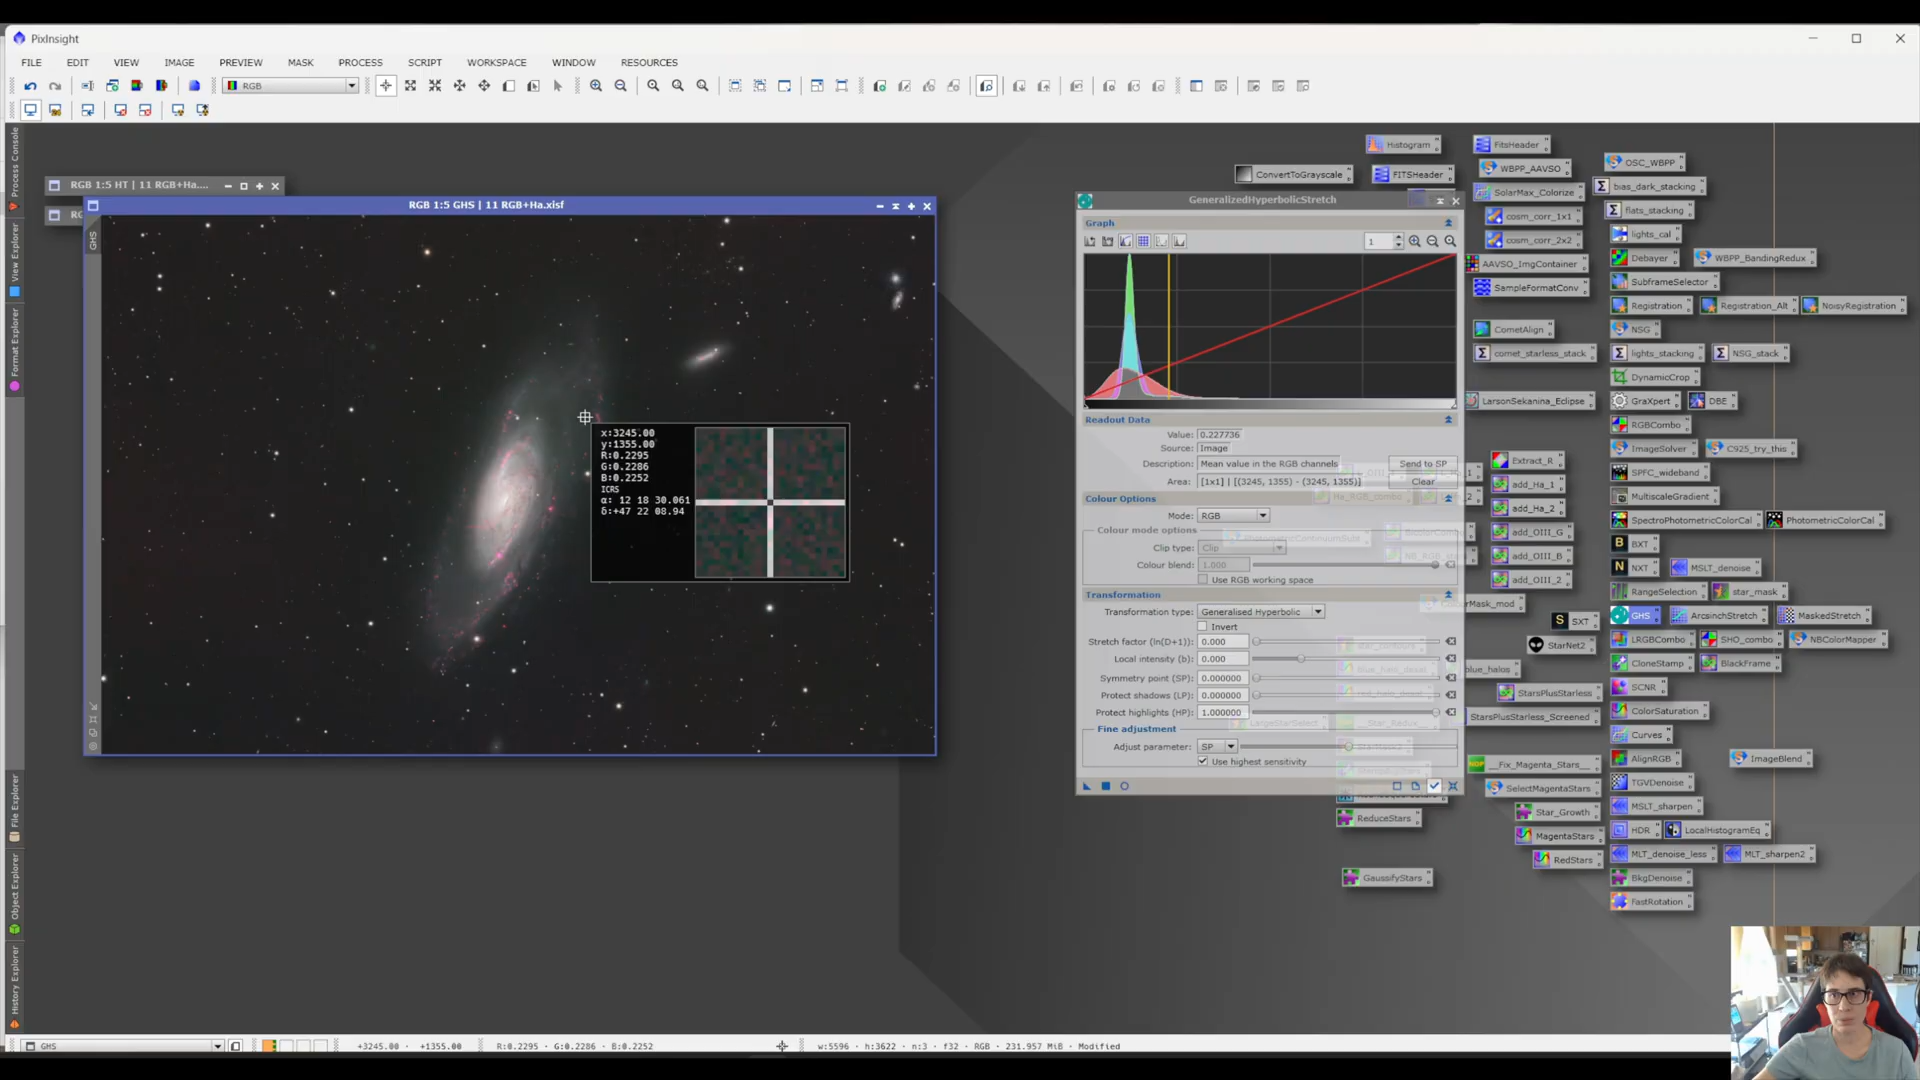 PixInsight
FILE EDIT VIEW IMAGE PREVIEW MASK PROCESS SCRIPT WORKSPACE WINDOW RESOURCES
RGB
Process Console
View Explorer
Format Explorer
File Explorer
Object Explorer
History Explorer
RGB 1:5 HT | 11 RGB+Ha....
RGB 1:5 GHS | 11 RGB+Ha.xisf
GHS
x:3245.00
y:1355.00
R:0.2295
G:0.2286
B:0.2252
ICRS
α: 12 18 30.061
δ:+47 22 08.94
GeneralizedHyperbolicStretch
Graph
1
Readout Data
Value: 0.227736
Source: Image
Description: Mean value in the RGB channels
Send to SP
Area: [1x1] | [(3245, 1355) - (3245, 1355)]
Clear
Colour Options
Mode: RGB
Colour mode options
Clip type: Clip
Colour blend: 1.000
Use RGB working space
Transformation
Transformation type: Generalised Hyperbolic
Invert
Stretch factor (ln(D+1)): 0.000
Local intensity (b): 0.000
Symmetry point (SP): 0.000000
Protect shadows (LP): 0.000000
Protect highlights (HP): 1.000000
Fine adjustment
Adjust parameter: SP
Use highest sensitivity
Histogram
FitsHeader
ConvertToGrayscale
FITSHeader
WBPP_AAVSO
OSC_WBPP
SolarMax_Colorize
bias_dark_stacking
cosm_corr_1x1
flats_stacking
cosm_corr_2x2
lights_cal
AAVSO_ImgContainer
Debayer
WBPP_BandingRedux
SampleFormatConv
SubframeSelector
Registration
Registration_Alt
NoisyRegistration
CometAlign
NSG
comet_starless_stack
lights_stacking
NSG_stack
DynamicCrop
LarsonSekanina_Eclipse
GraXpert
DBE
RGBCombo
ImageSolver
C925_try_this
Extract_R
SPFC_wideband
add_Ha_1
MultiscaleGradient
Ha_RGB_combo
add_Ha_2
SpectroPhotometricColorCal
PhotometricColorCal
add_OIII_G
BXT
add_OIII_B
NXT
MSLT_denoise
add_OIII_2
RangeSelection
star_mask
SXT
GHS
ArcsinhStretch
MaskedStretch
StarNet2
LRGBCombo
SHO_combo
NBColorMapper
blue_halos
CloneStamp
BlackFrame
StarsPlusStarless
SCNR
StarsPlusStarless_Screened
ColorSaturation
LargeStarSelect
__Star_Redux__
Curves
__Fix_Magenta_Stars__
AlignRGB
ImageBlend
SelectMagentaStars
TGVDenoise
Star_Growth
MSLT_sharpen
ReduceStars
MagentaStars
HDR
LocalHistogramEq
RedStars
MLT_denoise_less
MLT_sharpen2
GaussifyStars
BkgDenoise
FastRotation
GHS
+3245.00 · +1355.00
R:0.2295 · G:0.2286 · B:0.2252
w:5596 · h:3622 · n:3 · f32 · RGB · 231.957 MiB · Modified